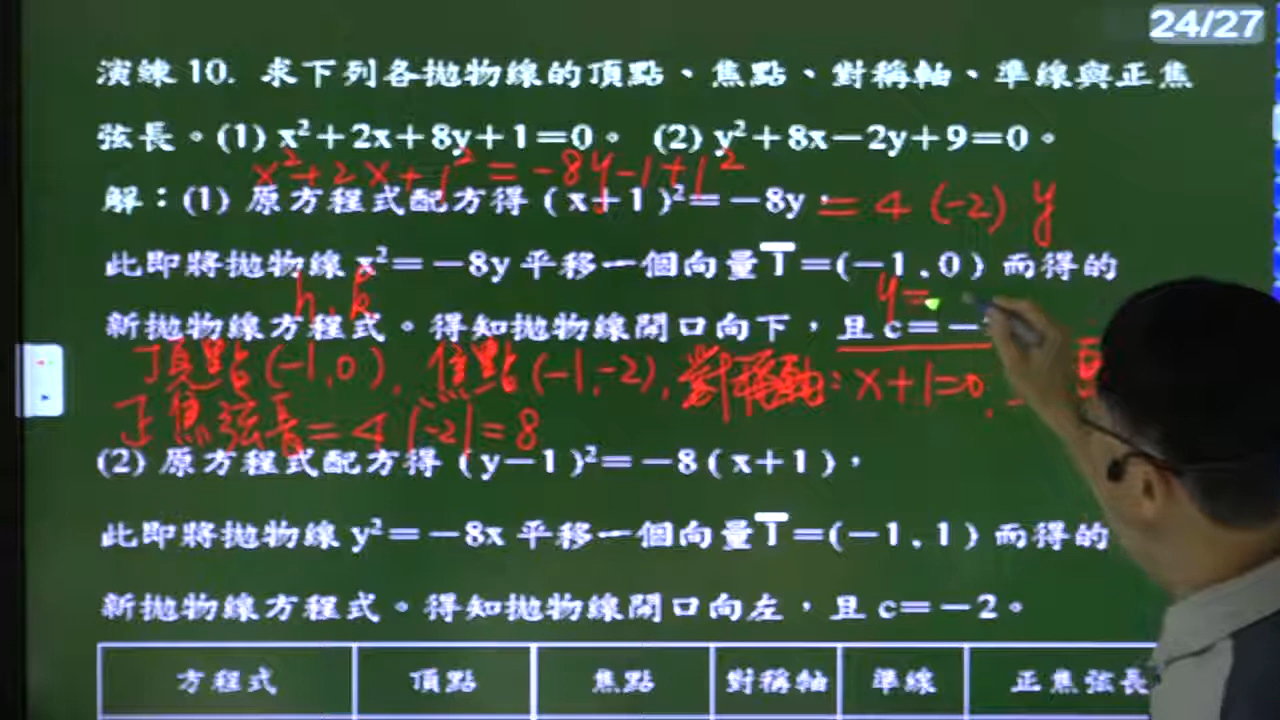 24/27
演練 10. 求下列各拋物線的頂點、焦點、對稱軸、準線與正焦
弦長。(1) x²+2x+8y+1=0。 (2) y²+8x−2y+9=0。
x²+2x+1²=-8y-1+1²
解：(1) 原方程式配方得 (x+1)²=−8y， = 4 (-2) y
此即將拋物線 x²=−8y 平移一個向量 T=(−1,0) 而得的
h, k y=
新拋物線方程式。得知拋物線開口向下，且 c=−
頂點(-1,0), 焦點(-1,-2), 對稱軸: x+1=0,
正焦弦長=4|-2|=8
(2) 原方程式配方得 (y−1)²=−8(x+1)，
此即將拋物線 y²=−8x 平移一個向量 T=(−1,1) 而得的
新拋物線方程式。得知拋物線開口向左，且 c=−2。
方程式 頂點 焦點 對稱軸 準線 正焦弦長